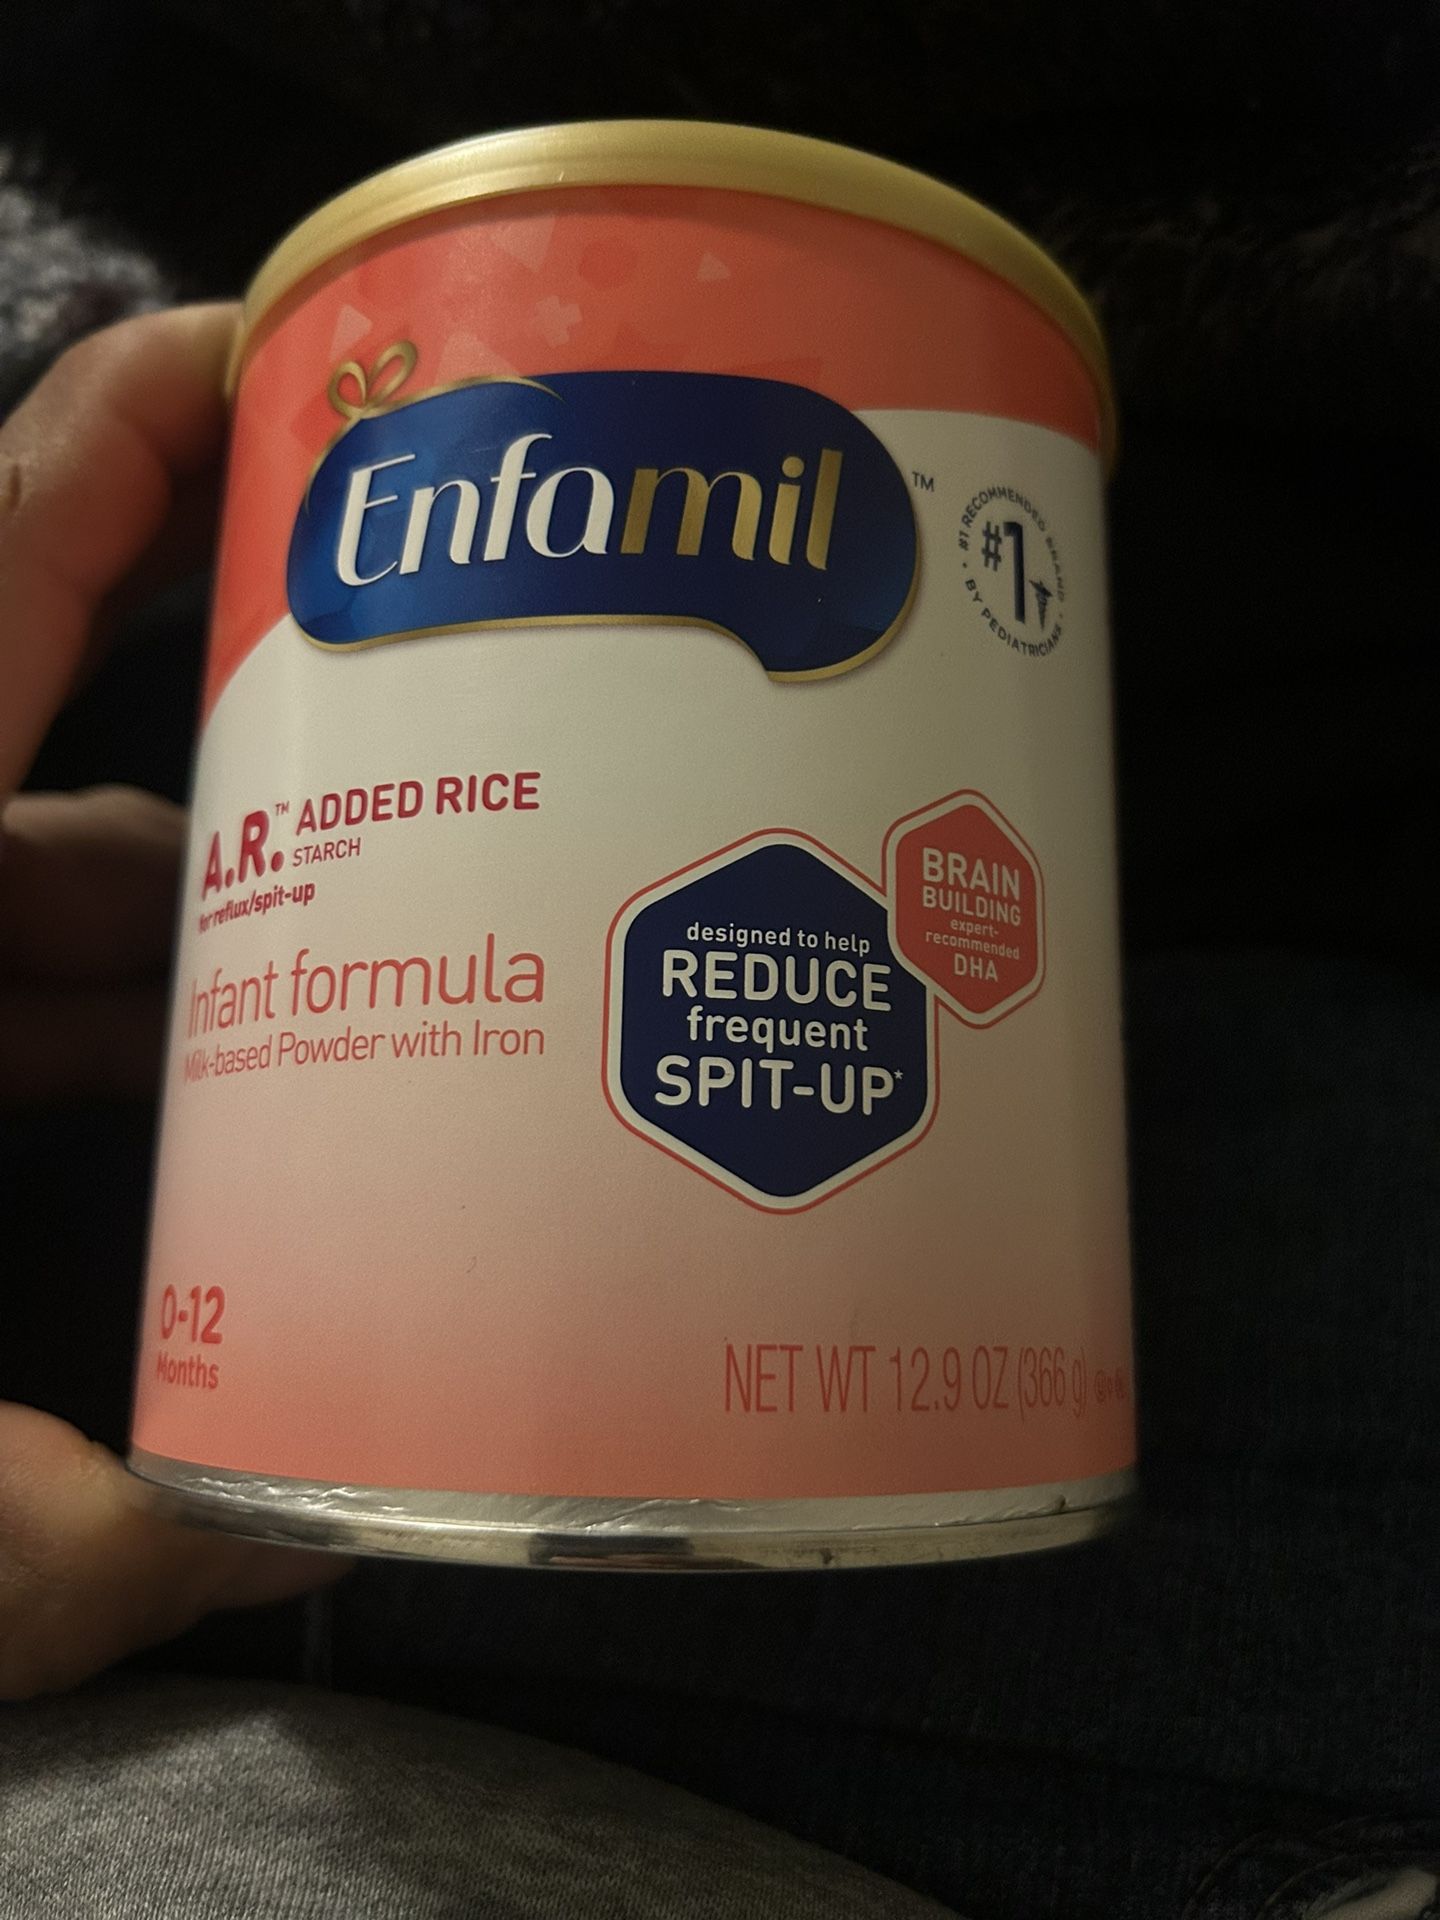 Enfamil™
#1 RECOMMENDED BRAND
#1
BY PEDIATRICIANS
A.R.™ ADDED RICE
STARCH
for reflux/spit-up
Infant formula
Milk-based Powder with Iron
designed to help
REDUCE
frequent
SPIT-UP*
BRAIN
BUILDING
expert-
recommended
DHA
0-12
Months
NET WT 12.9 OZ (366 g)